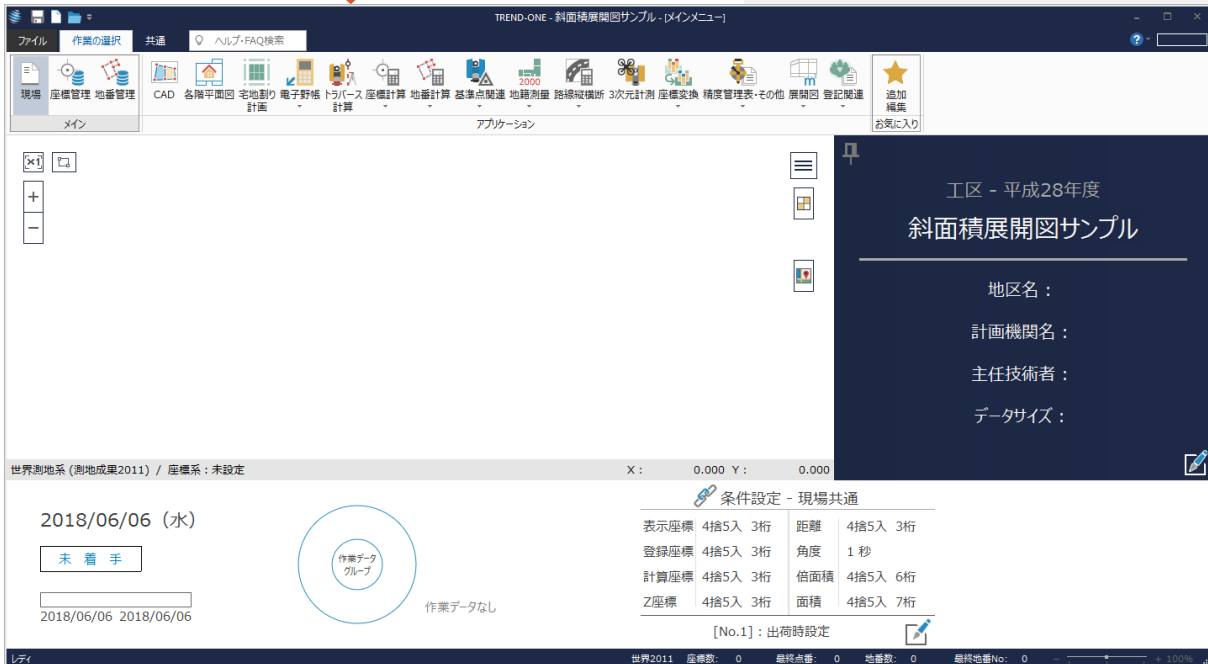 TREND-ONE - 斜面積展開図サンプル - [メインメニュー]
ファイル 作業の選択 共通 ヘルプ・FAQ検索
現場 座標管理 地番管理 CAD 各階平面図 宅地割り計画 電子野帳 トラバース計算 座標計算 地番計算 基準点関連 地籍測量 路線縦横断 3次元計測 座標変換 精度管理表・その他 展開図 登記関連 追加編集
メイン アプリケーション お気に入り
工区 - 平成28年度
斜面積展開図サンプル
地区名：
計画機関名：
主任技術者：
データサイズ：
世界測地系 (測地成果2011) / 座標系：未設定 X： 0.000 Y： 0.000
2018/06/06（水）
未着手
2018/06/06 2018/06/06
作業データ
グループ
作業データなし
条件設定 - 現場共通
表示座標 4捨5入 3桁 距離 4捨5入 3桁
登録座標 4捨5入 3桁 角度 1 秒
計算座標 4捨5入 3桁 倍面積 4捨5入 6桁
Z座標 4捨5入 3桁 面積 4捨5入 7桁
[No.1]：出荷時設定
レディ 世界2011 座標数： 0 最終点番： 0 地番数： 0 最終地番No： 0 - + 100%